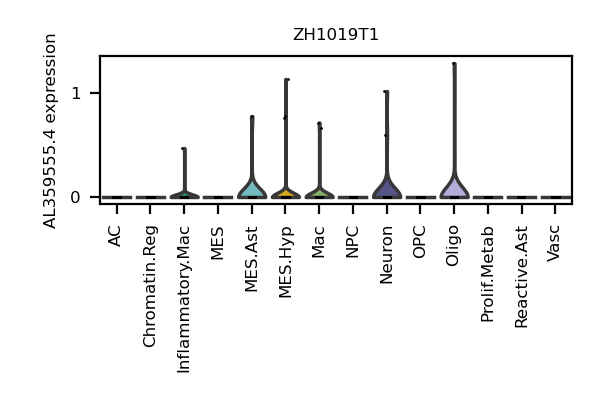 ZH1019T1
AL359555.4 expression
1
0
AC
Chromatin.Reg
Inflammatory.Mac
MES
MES.Ast
MES.Hyp
Mac
NPC
Neuron
OPC
Oligo
Prolif.Metab
Reactive.Ast
Vasc